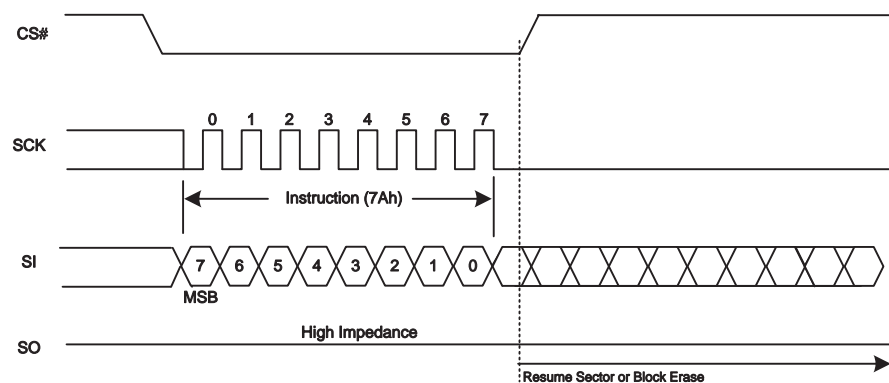 CS#
0 1 2 3 4 5 6 7
SCK
Instruction (7Ah)
SI
7 6 5 4 3 2 1 0
MSB
High Impedance
SO
Resume Sector or Block Erase